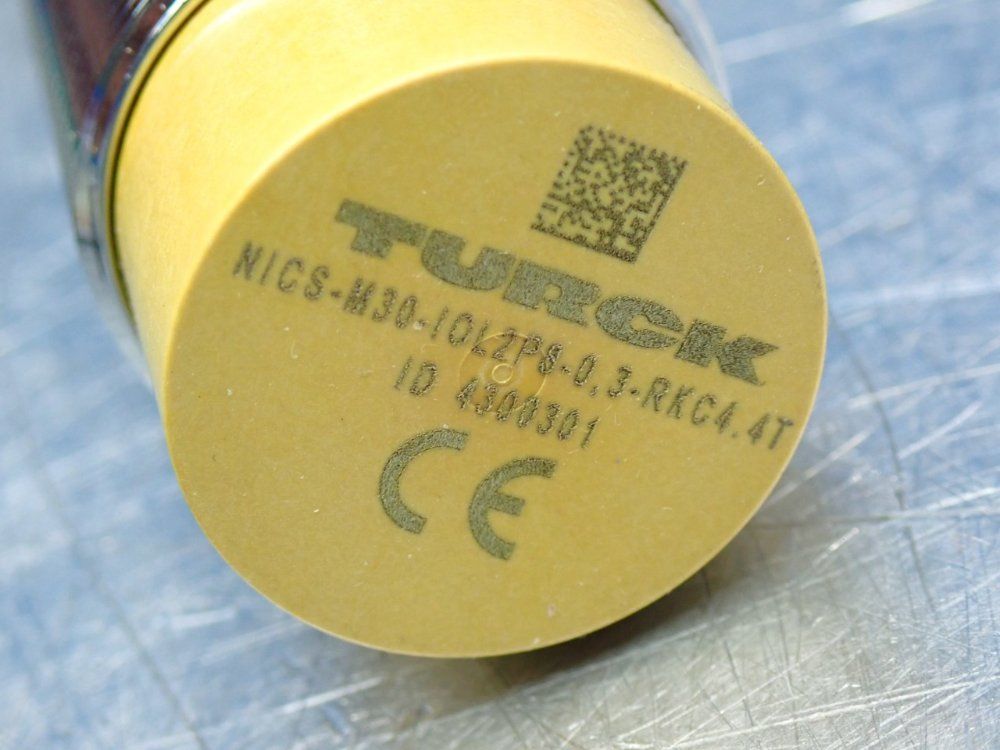 TURCK
NICS-M30-IOL2P8-0,3-RKC4.4T
ID 4300301
CE